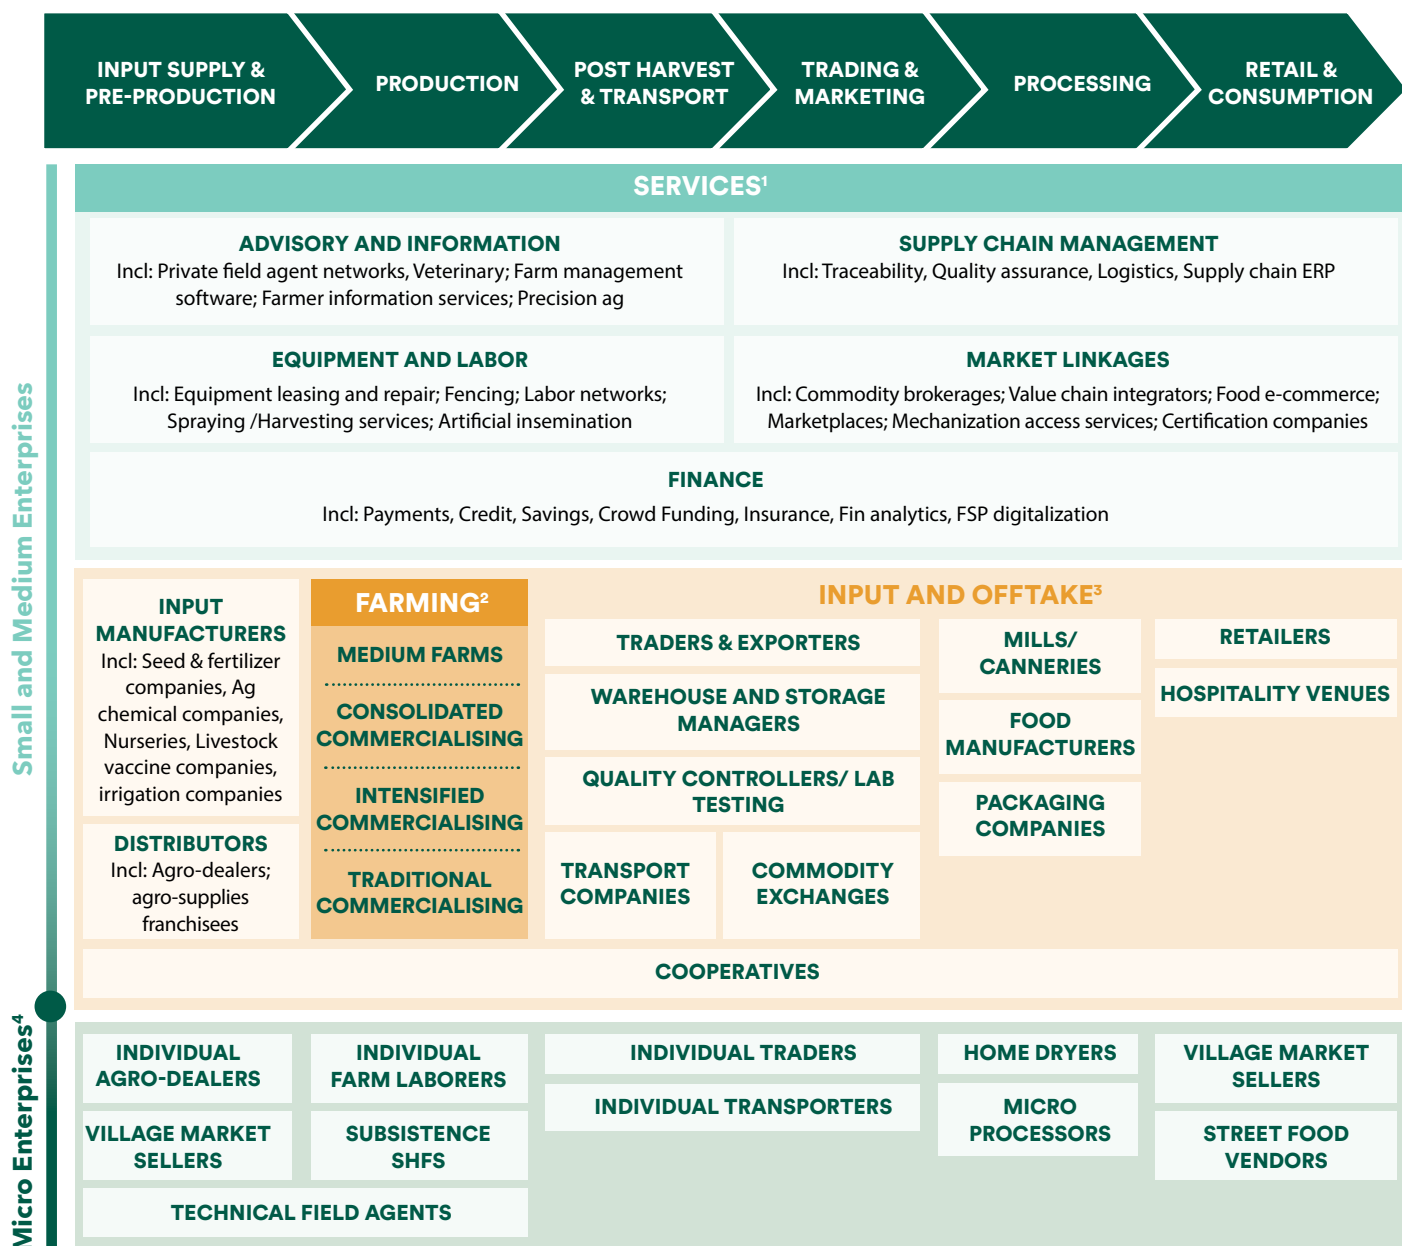 INPUT SUPPLY &
PRE-PRODUCTION
PRODUCTION
POST HARVEST
& TRANSPORT
TRADING &
MARKETING
PROCESSING
RETAIL &
CONSUMPTION
Small and Medium Enterprises
SERVICES¹
ADVISORY AND INFORMATION
Incl: Private field agent networks, Veterinary; Farm management
software; Farmer information services; Precision ag
SUPPLY CHAIN MANAGEMENT
Incl: Traceability, Quality assurance, Logistics, Supply chain ERP
EQUIPMENT AND LABOR
Incl: Equipment leasing and repair; Fencing; Labor networks;
Spraying /Harvesting services; Artificial insemination
MARKET LINKAGES
Incl: Commodity brokerages; Value chain integrators; Food e-commerce;
Marketplaces; Mechanization access services; Certification companies
FINANCE
Incl: Payments, Credit, Savings, Crowd Funding, Insurance, Fin analytics, FSP digitalization
INPUT
MANUFACTURERS
Incl: Seed & fertilizer
companies, Ag
chemical companies,
Nurseries, Livestock
vaccine companies,
irrigation companies
DISTRIBUTORS
Incl: Agro-dealers;
agro-supplies
franchisees
FARMING²
MEDIUM FARMS
CONSOLIDATED
COMMERCIALISING
INTENSIFIED
COMMERCIALISING
TRADITIONAL
COMMERCIALISING
INPUT AND OFFTAKE³
TRADERS & EXPORTERS
WAREHOUSE AND STORAGE
MANAGERS
QUALITY CONTROLLERS/ LAB
TESTING
TRANSPORT
COMPANIES
COMMODITY
EXCHANGES
MILLS/
CANNERIES
FOOD
MANUFACTURERS
PACKAGING
COMPANIES
RETAILERS
HOSPITALITY VENUES
COOPERATIVES
Micro Enterprises⁴
INDIVIDUAL
AGRO-DEALERS
VILLAGE MARKET
SELLERS
INDIVIDUAL
FARM LABORERS
SUBSISTENCE
SHFS
TECHNICAL FIELD AGENTS
INDIVIDUAL TRADERS
INDIVIDUAL TRANSPORTERS
HOME DRYERS
MICRO
PROCESSORS
VILLAGE MARKET
SELLERS
STREET FOOD
VENDORS